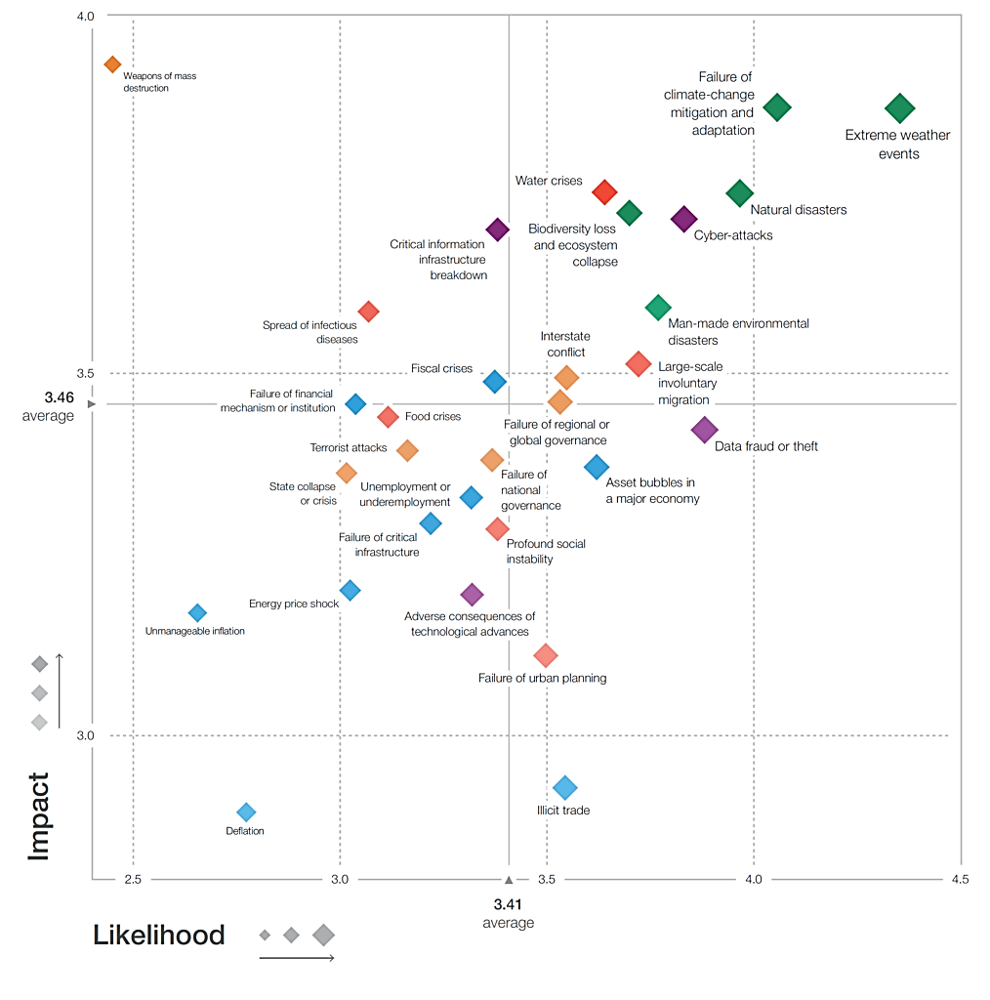 4.0
Weapons of mass
destruction
Failure of
climate-change
mitigation and
adaptation
Extreme weather
events
Water crises
Natural disasters
Biodiversity loss
and ecosystem
collapse
Cyber-attacks
Critical information
infrastructure
breakdown
Spread of infectious
diseases
Man-made environmental
disasters
Interstate
conflict
Large-scale
involuntary
migration
3.5
Fiscal crises
3.46
average
Failure of financial
mechanism or institution
Food crises
Failure of regional or
global governance
Data fraud or theft
Terrorist attacks
State collapse
or crisis
Unemployment or
underemployment
Failure of
national
governance
Asset bubbles in
a major economy
Failure of critical
infrastructure
Profound social
instability
Energy price shock
Adverse consequences of
technological advances
Unmanageable inflation
Failure of urban planning
3.0
Impact
Illicit trade
Deflation
2.5
3.0
3.5
4.0
4.5
3.41
average
Likelihood